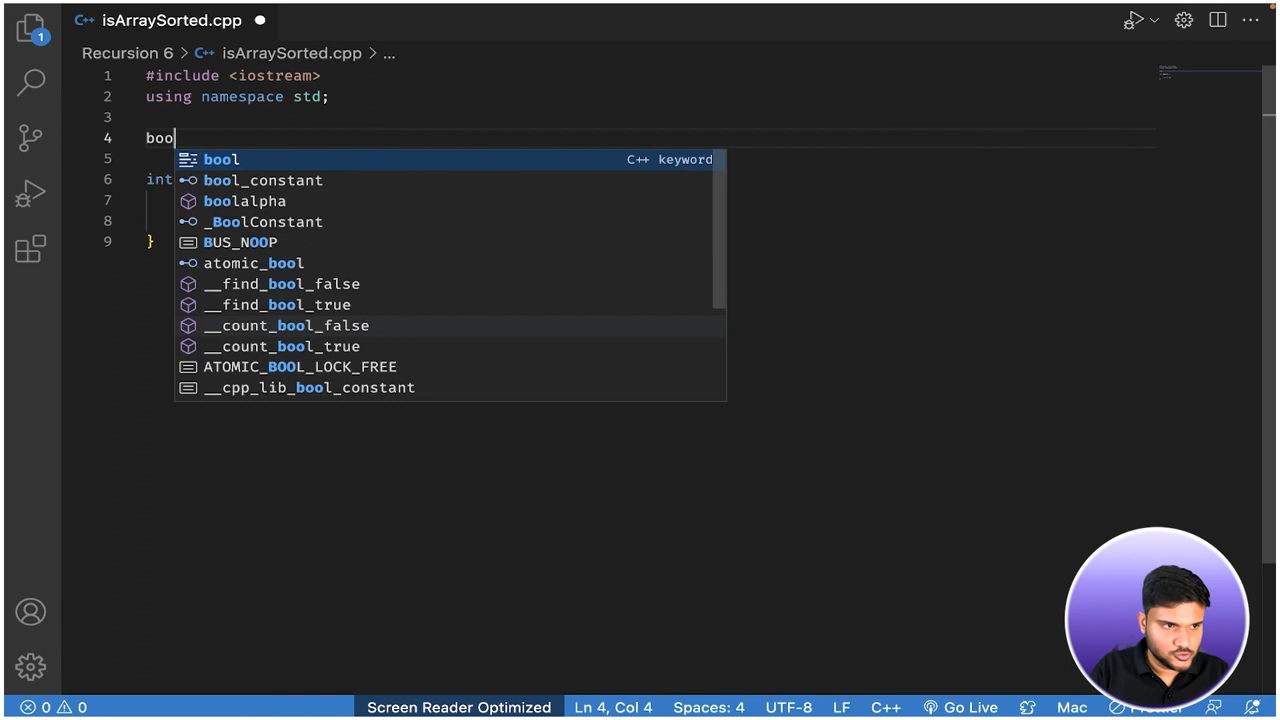 isArraySorted.cpp
Recursion 6 > isArraySorted.cpp > ...
1
1 #include <iostream>
2 using namespace std;
3
4 boo
5
6 int
7
8
9 }
bool C++ keyword
bool_constant
boolalpha
_BoolConstant
BUS_NOOP
atomic_bool
__find_bool_false
__find_bool_true
__count_bool_false
__count_bool_true
ATOMIC_BOOL_LOCK_FREE
__cpp_lib_bool_constant
0 0 Screen Reader Optimized Ln 4, Col 4 Spaces: 4 UTF-8 LF C++ Go Live Mac